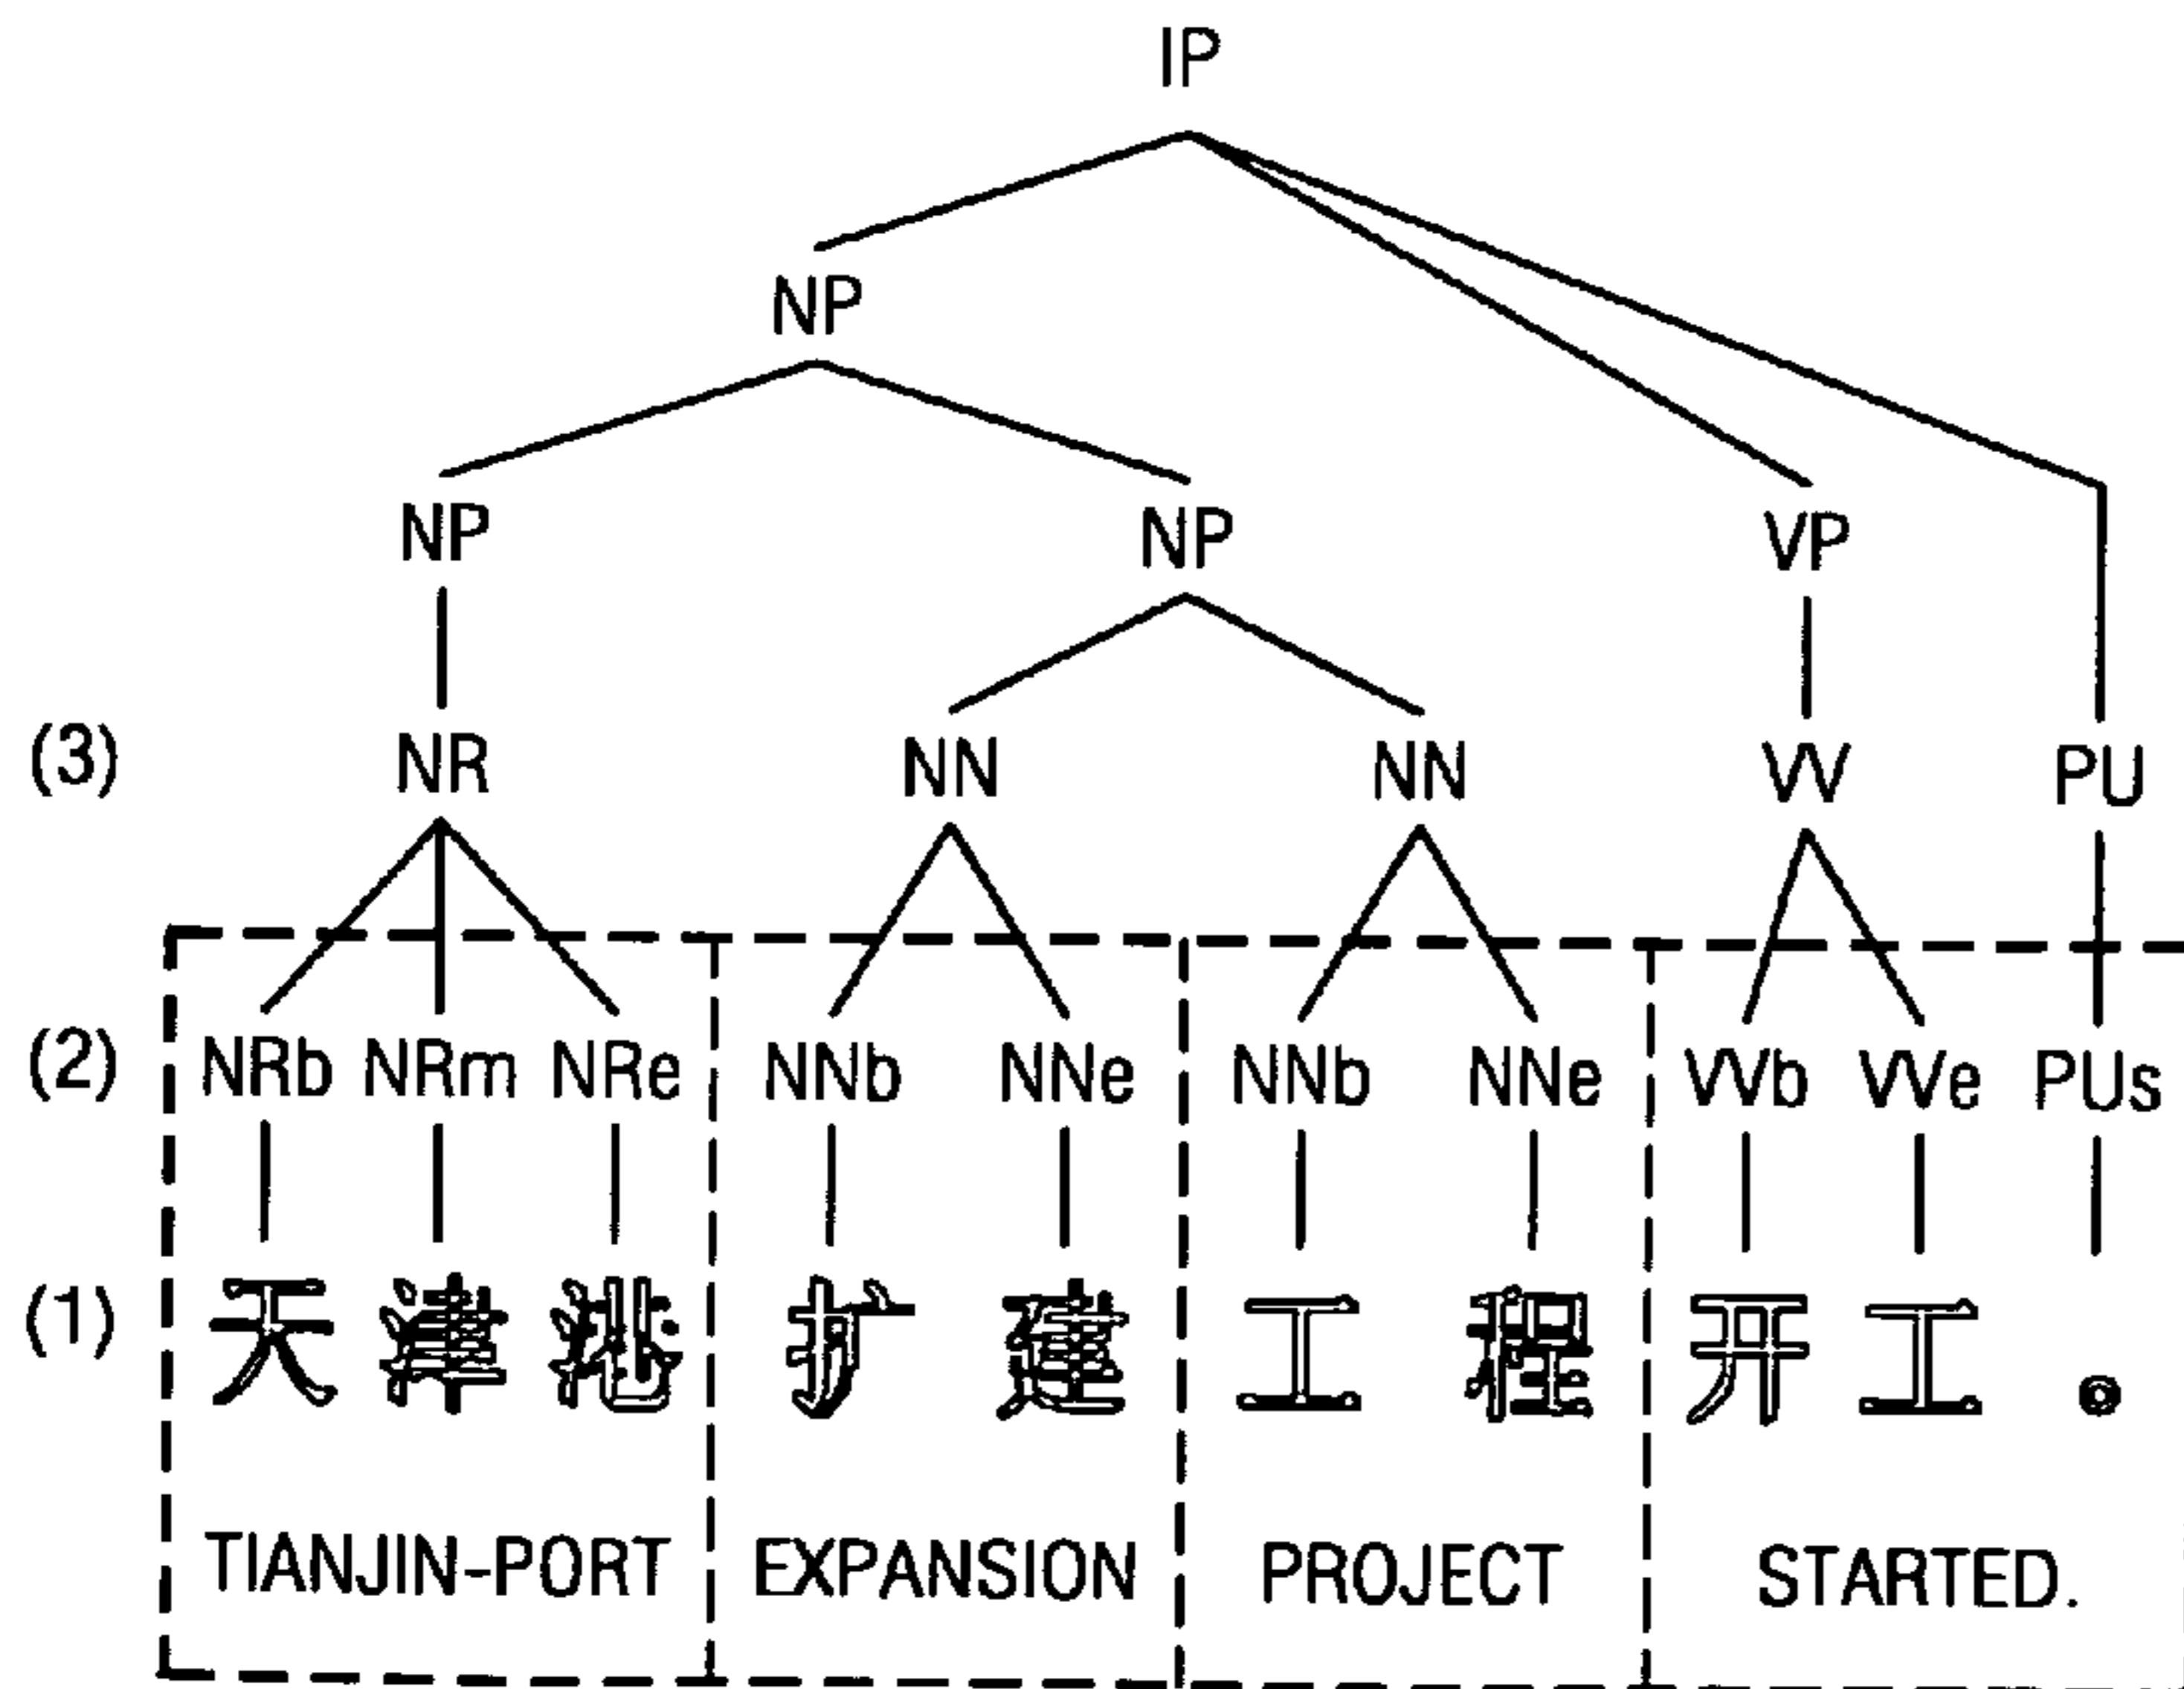 IP
NP
NP NP VP
(3) NR NN NN VV PU
(2) NRb NRm NRe NNb NNe NNb NNe VVb VVe PUs
(1) 天 津 港 扩 建 工 程 开 工 。
TIANJIN-PORT EXPANSION PROJECT STARTED.